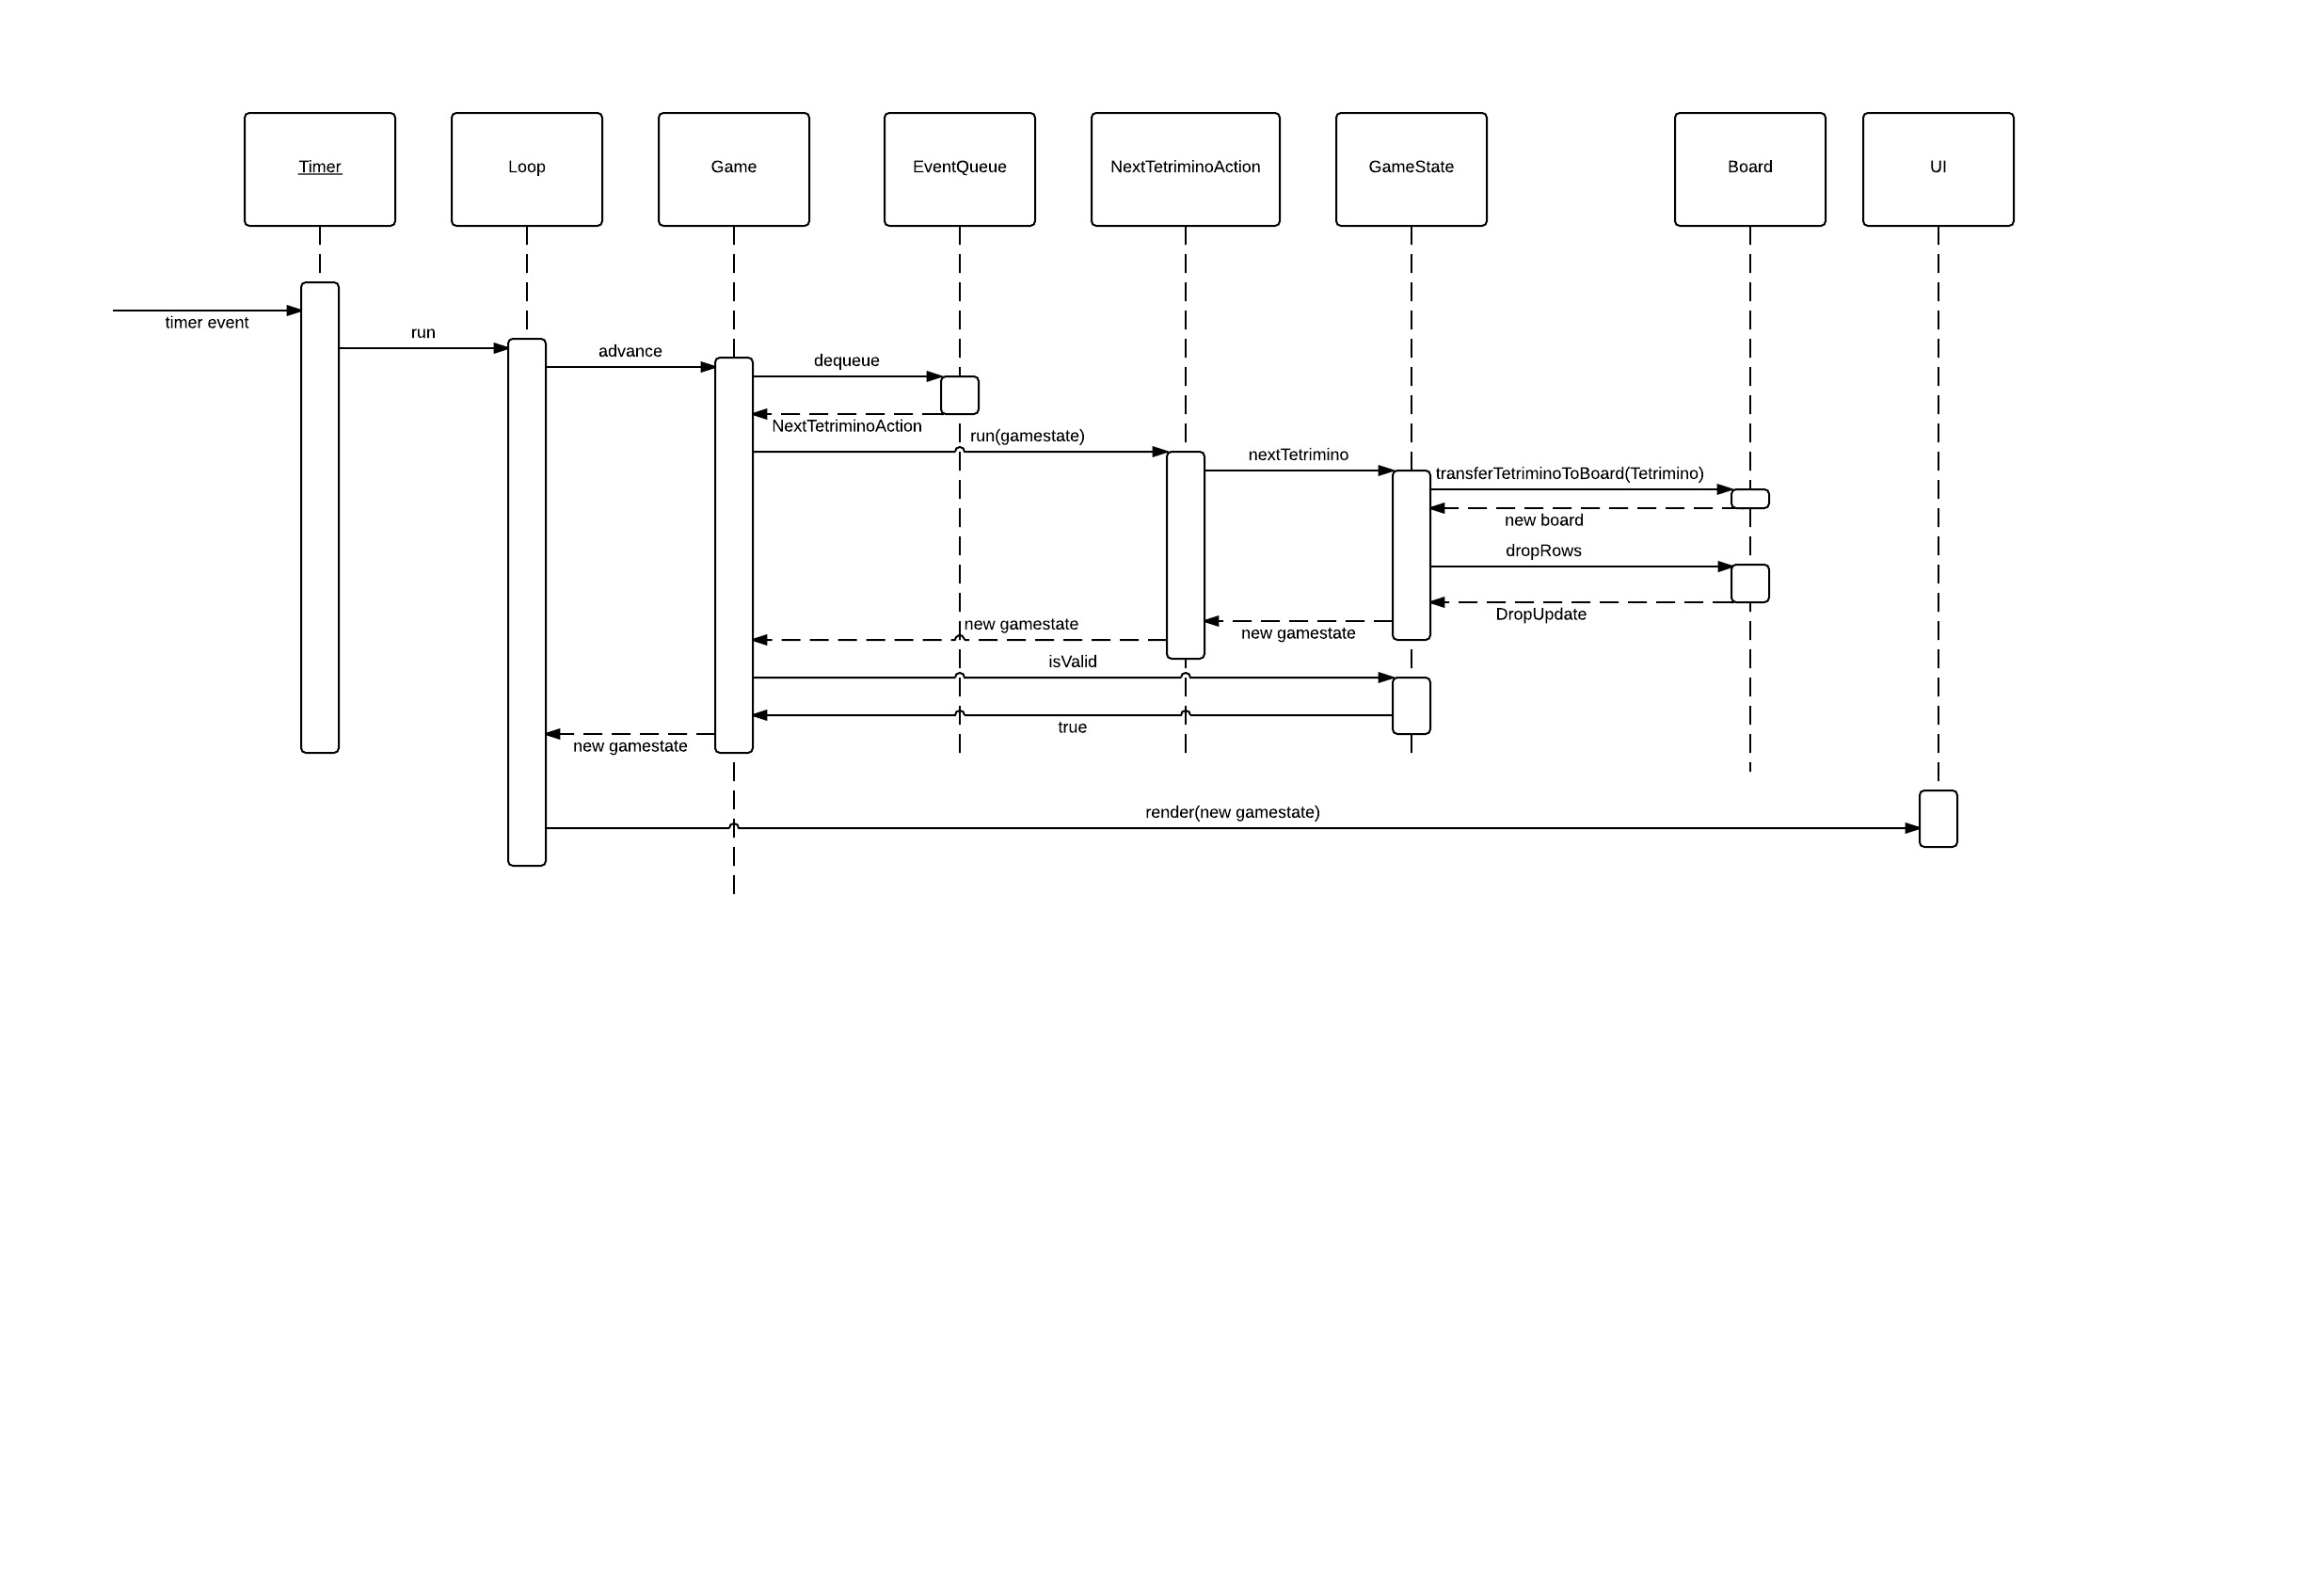 Timer
Loop
Game
EventQueue
NextTetriminoAction
GameState
Board
UI
timer event
run
advance
dequeue
NextTetriminoAction
run(gamestate)
nextTetrimino
transferTetriminoToBoard(Tetrimino)
new board
dropRows
DropUpdate
new gamestate
new gamestate
isValid
true
new gamestate
render(new gamestate)